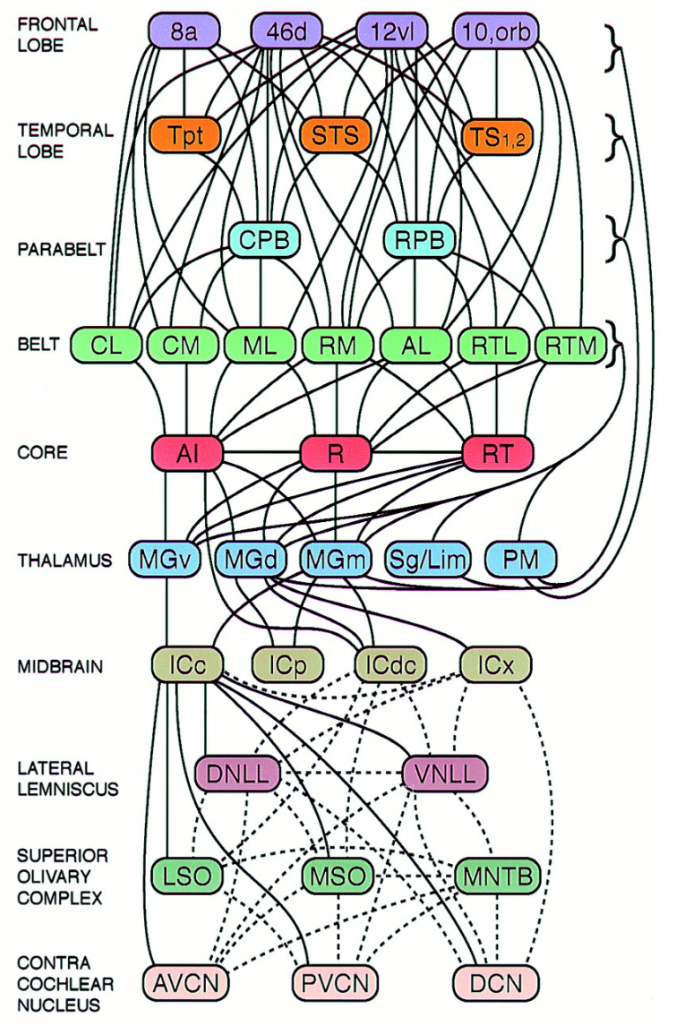 FRONTAL
LOBE
8a 46d 12vl 10,orb
TEMPORAL
LOBE
Tpt STS TS1,2
PARABELT
CPB RPB
BELT
CL CM ML RM AL RTL RTM
CORE
AI R RT
THALAMUS
MGv MGd MGm Sg/Lim PM
MIDBRAIN
ICc ICp ICdc ICx
LATERAL
LEMNISCUS
DNLL VNLL
SUPERIOR
OLIVARY
COMPLEX
LSO MSO MNTB
CONTRA
COCHLEAR
NUCLEUS
AVCN PVCN DCN